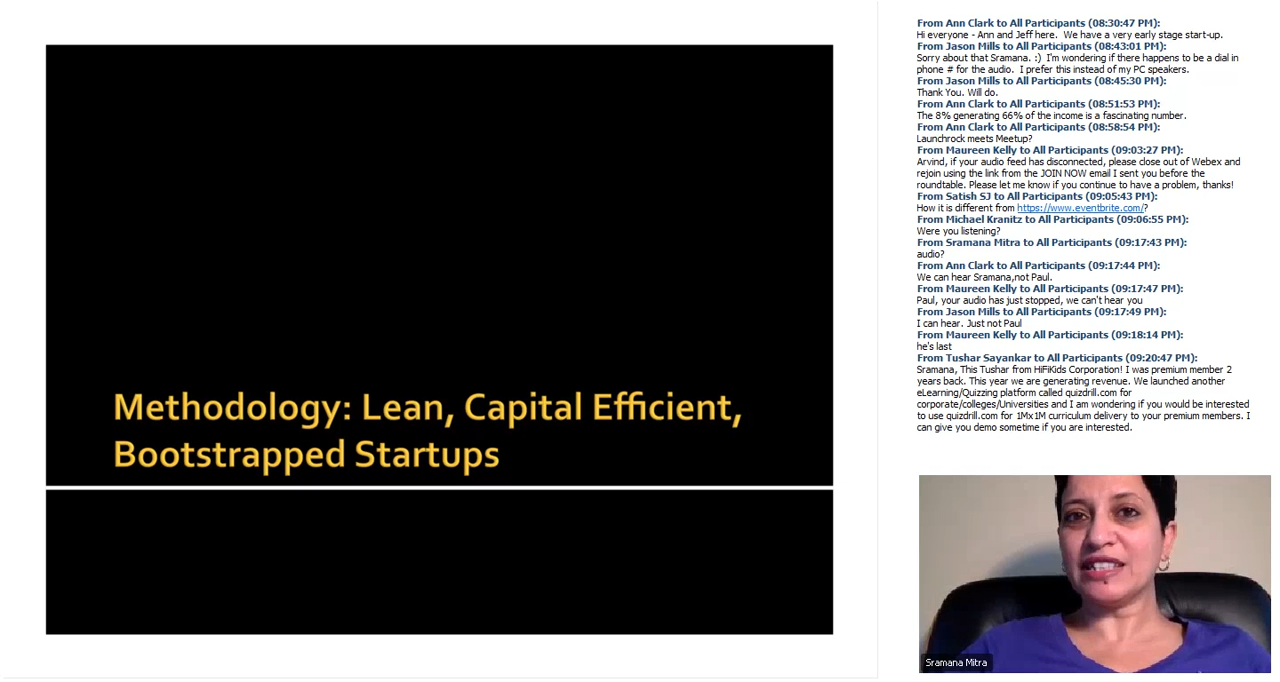 Methodology: Lean, Capital Efficient,
Bootstrapped Startups
From Ann Clark to All Participants (08:30:47 PM):
Hi everyone - Ann and Jeff here.  We have a very early stage start-up.
From Jason Mills to All Participants (08:43:01 PM):
Sorry about that Sramana. :)  I'm wondering if there happens to be a dial in
phone # for the audio.  I prefer this instead of my PC speakers.
From Jason Mills to All Participants (08:45:30 PM):
Thank You. Will do.
From Ann Clark to All Participants (08:51:53 PM):
The 8% generating 66% of the income is a fascinating number.
From Ann Clark to All Participants (08:58:54 PM):
Launchrock meets Meetup?
From Maureen Kelly to All Participants (09:03:27 PM):
Arvind, if your audio feed has disconnected, please close out of Webex and
rejoin using the link from the JOIN NOW email I sent you before the
roundtable. Please let me know if you continue to have a problem, thanks!
From Satish SJ to All Participants (09:05:43 PM):
How it is different from https://www.eventbrite.com/?
From Michael Kranitz to All Participants (09:06:55 PM):
Were you listening?
From Sramana Mitra to All Participants (09:17:43 PM):
audio?
From Ann Clark to All Participants (09:17:44 PM):
We can hear Sramana,not Paul.
From Maureen Kelly to All Participants (09:17:47 PM):
Paul, your audio has just stopped, we can't hear you
From Jason Mills to All Participants (09:17:49 PM):
I can hear. Just not Paul
From Maureen Kelly to All Participants (09:18:14 PM):
he's last
From Tushar Sayankar to All Participants (09:20:47 PM):
Sramana, This Tushar from HiFiKids Corporation! I was premium member 2
years back. This year we are generating revenue. We launched another
eLearning/Quizzing platform called quizdrill.com for
corporate/colleges/Universities and I am wondering if you would be interested
to use quizdrill.com for 1Mx1M curriculum delivery to your premium members. I
can give you demo sometime if you are interested.
Sramana Mitra